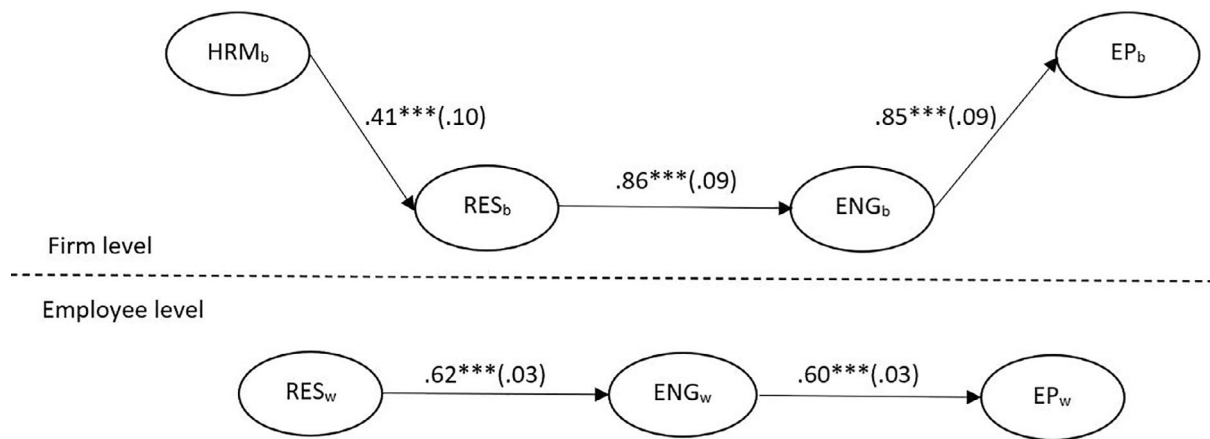 HRMb
EPb
.41***(.10)
.85***(.09)
.86***(.09)
RESb
ENGb
Firm level
Employee level
.62***(.03)
.60***(.03)
RESw
ENGw
EPw